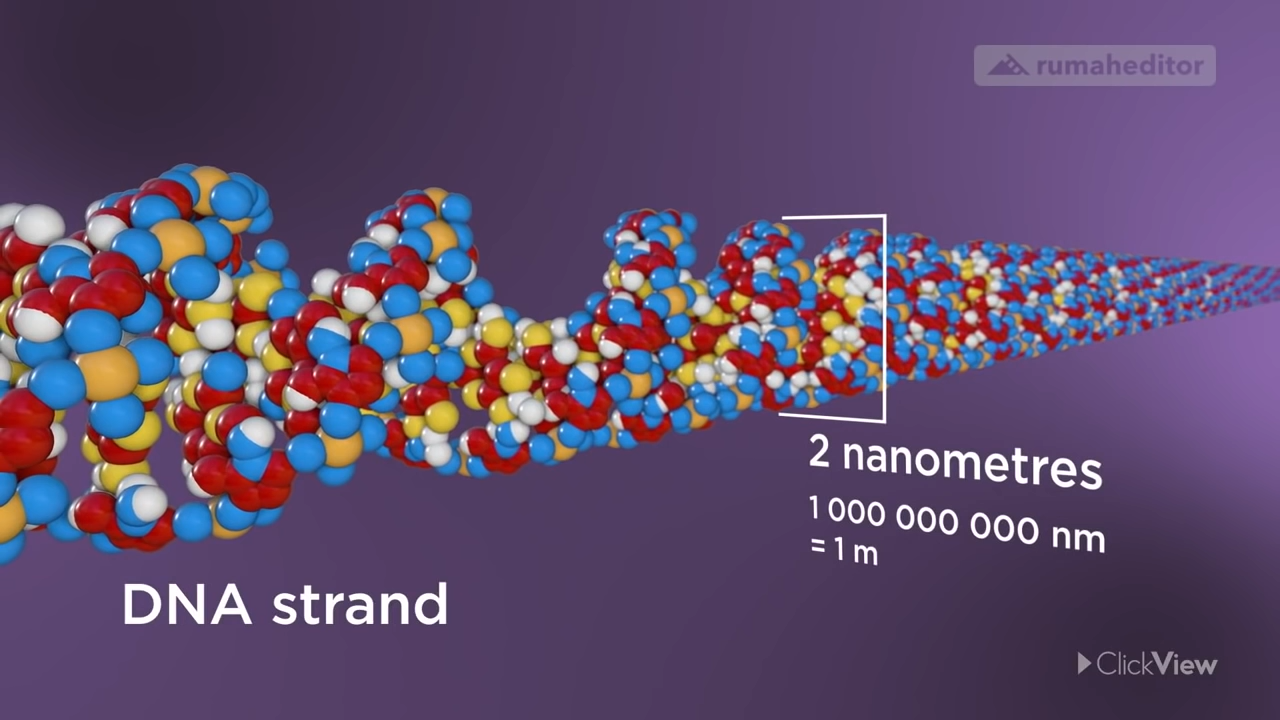 rumaheditor
2 nanometres
1 000 000 000 nm
= 1 m
DNA strand
ClickView